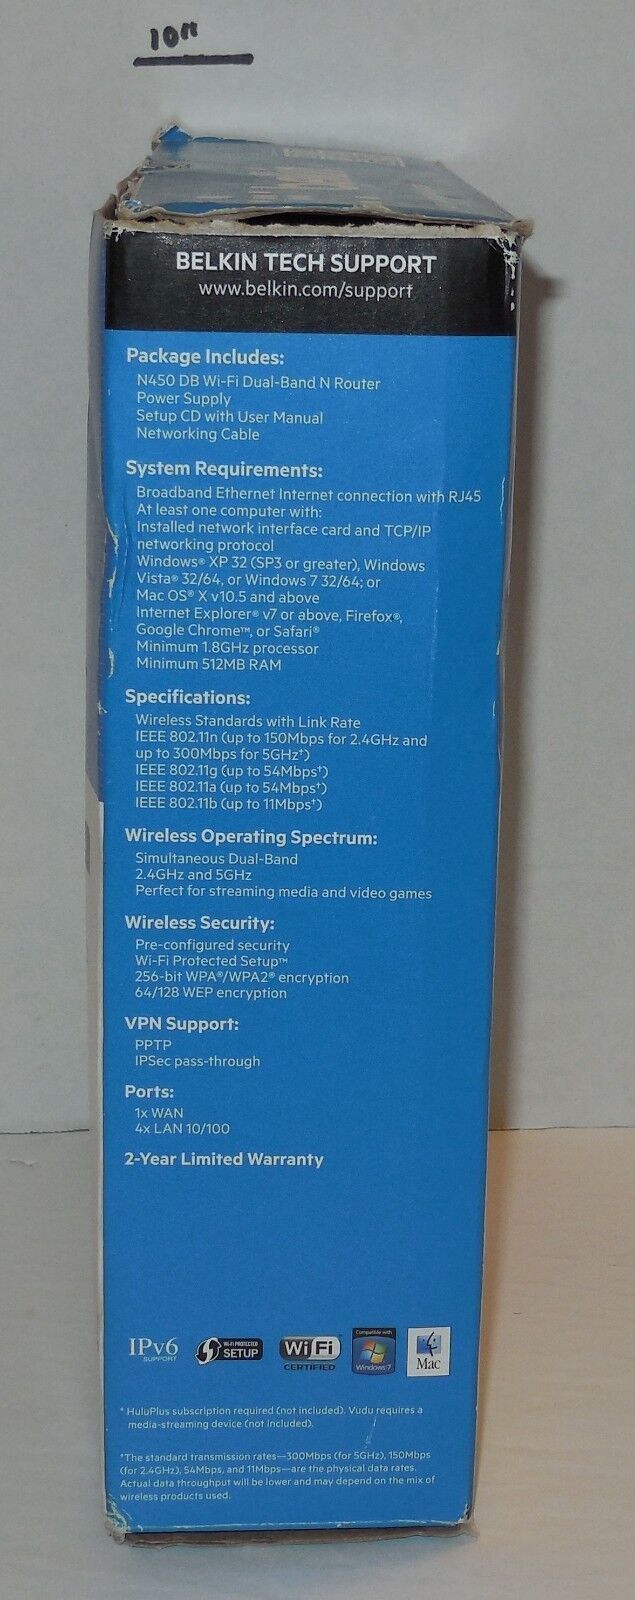 10"
BELKIN TECH SUPPORT
www.belkin.com/support
Package Includes:
N450 DB Wi-Fi Dual-Band N Router
Power Supply
Setup CD with User Manual
Networking Cable
System Requirements:
Broadband Ethernet Internet connection with RJ45
At least one computer with:
Installed network interface card and TCP/IP
networking protocol
Windows® XP 32 (SP3 or greater), Windows
Vista® 32/64, or Windows 7 32/64; or
Mac OS® X v10.5 and above
Internet Explorer® v7 or above, Firefox®,
Google Chrome™, or Safari®
Minimum 1.8GHz processor
Minimum 512MB RAM
Specifications:
Wireless Standards with Link Rate
IEEE 802.11n (up to 150Mbps for 2.4GHz and
up to 300Mbps for 5GHz†)
IEEE 802.11g (up to 54Mbps†)
IEEE 802.11a (up to 54Mbps†)
IEEE 802.11b (up to 11Mbps†)
Wireless Operating Spectrum:
Simultaneous Dual-Band
2.4GHz and 5GHz
Perfect for streaming media and video games
Wireless Security:
Pre-configured security
Wi-Fi Protected Setup™
256-bit WPA®/WPA2® encryption
64/128 WEP encryption
VPN Support:
PPTP
IPSec pass-through
Ports:
1x WAN
4x LAN 10/100
2-Year Limited Warranty
IPv6
SUPPORT
WI-FI PROTECTED
SETUP
Wi Fi
CERTIFIED
Compatible with
Windows 7
Mac
* HuluPlus subscription required (not included). Vudu requires a
media-streaming device (not included).
†The standard transmission rates—300Mbps (for 5GHz), 150Mbps
(for 2.4GHz), 54Mbps, and 11Mbps—are the physical data rates.
Actual data throughput will be lower and may depend on the mix of
wireless products used.